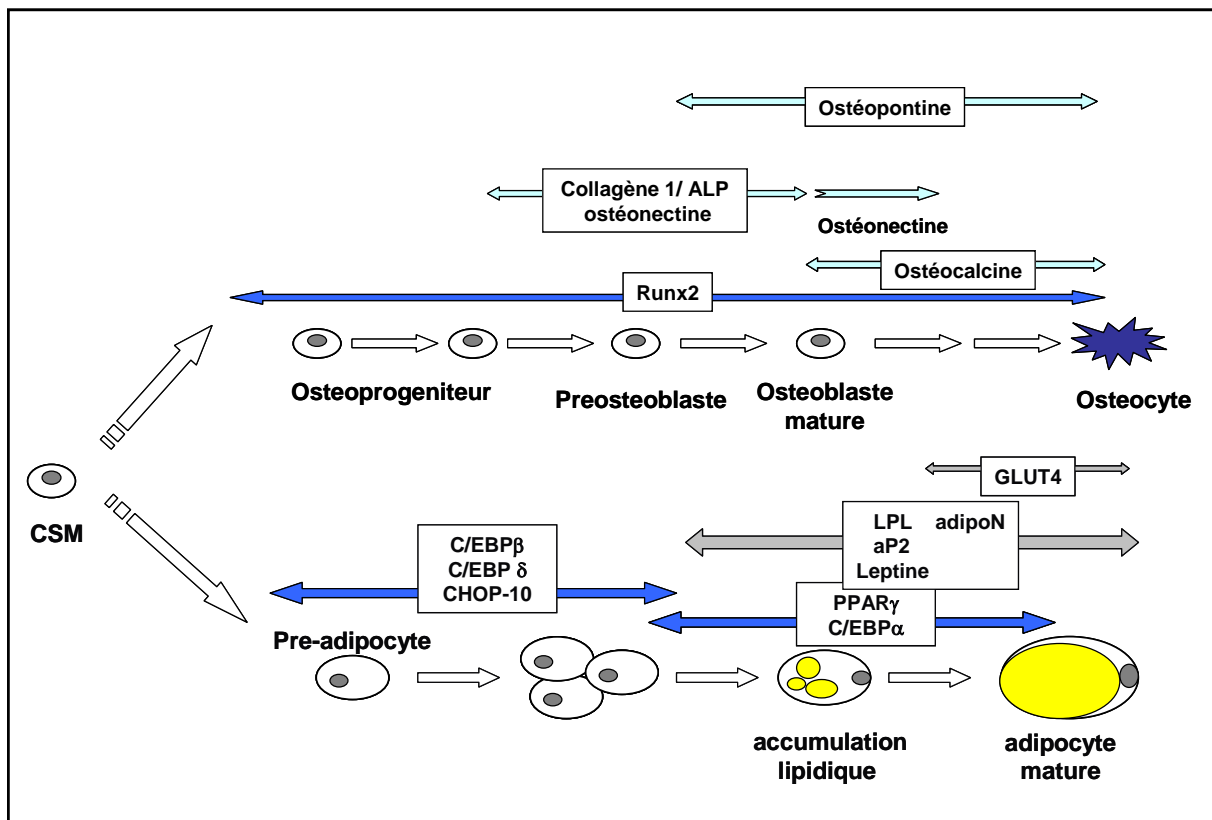 Ostéopontine
Collagène 1/ ALP
ostéonectine
Ostéonectine
Ostéocalcine
Runx2
Osteoprogeniteur
Preosteoblaste
Osteoblaste
mature
Osteocyte
CSM
GLUT4
LPL adipoN
aP2
Leptine
C/EBPβ
C/EBP δ
CHOP-10
PPARγ
C/EBPα
Pre-adipocyte
accumulation
lipidique
adipocyte
mature